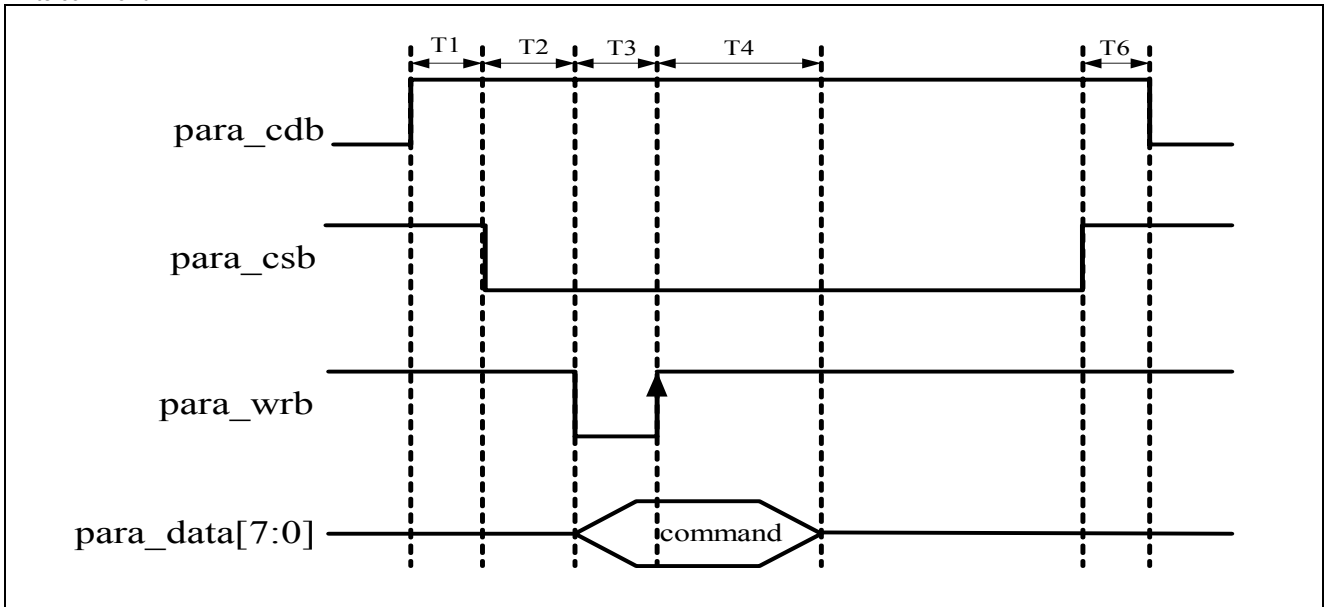 T1 T2 T3 T4 T6
para_cdb
para_csb
para_wrb
para_data[7:0] command